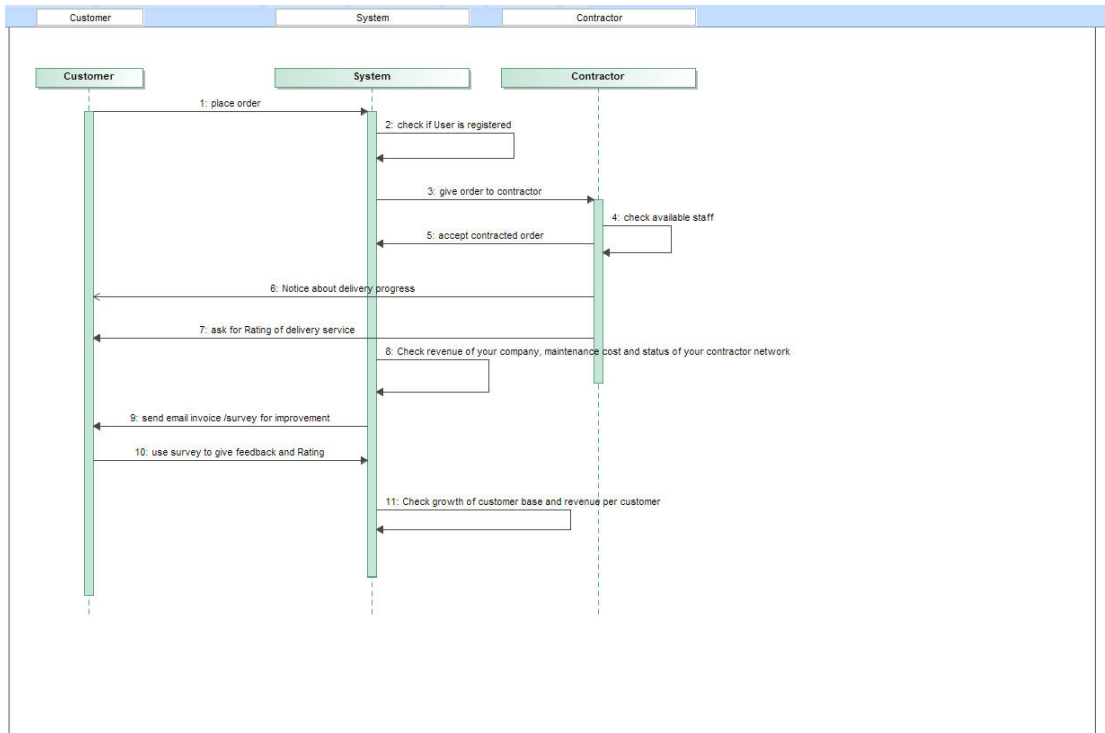 Customer
System
Contractor
Customer
System
Contractor
1: place order
2: check if User is registered
3: give order to contractor
4: check available staff
5: accept contracted order
6: Notice about delivery progress
7: ask for Rating of delivery service
8: Check revenue of your company, maintenance cost and status of your contractor network
9: send email invoice /survey for improvement
10: use survey to give feedback and Rating
11: Check growth of customer base and revenue per customer